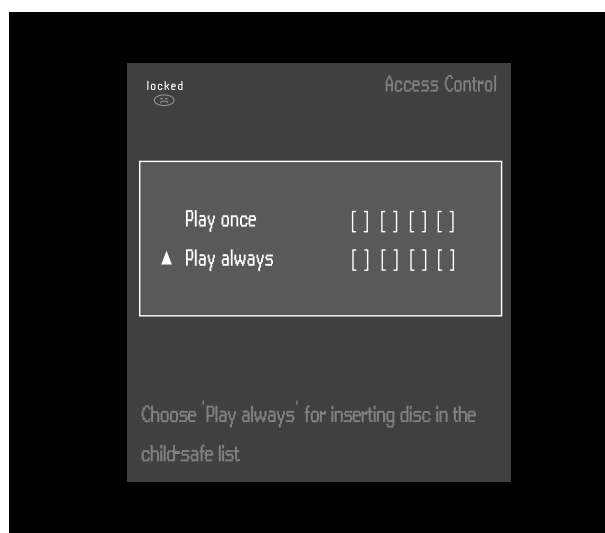 locked
Access Control
Play once [ ] [ ] [ ] [ ]
▲ Play always [ ] [ ] [ ] [ ]
Choose 'Play always' for inserting disc in the
child-safe list